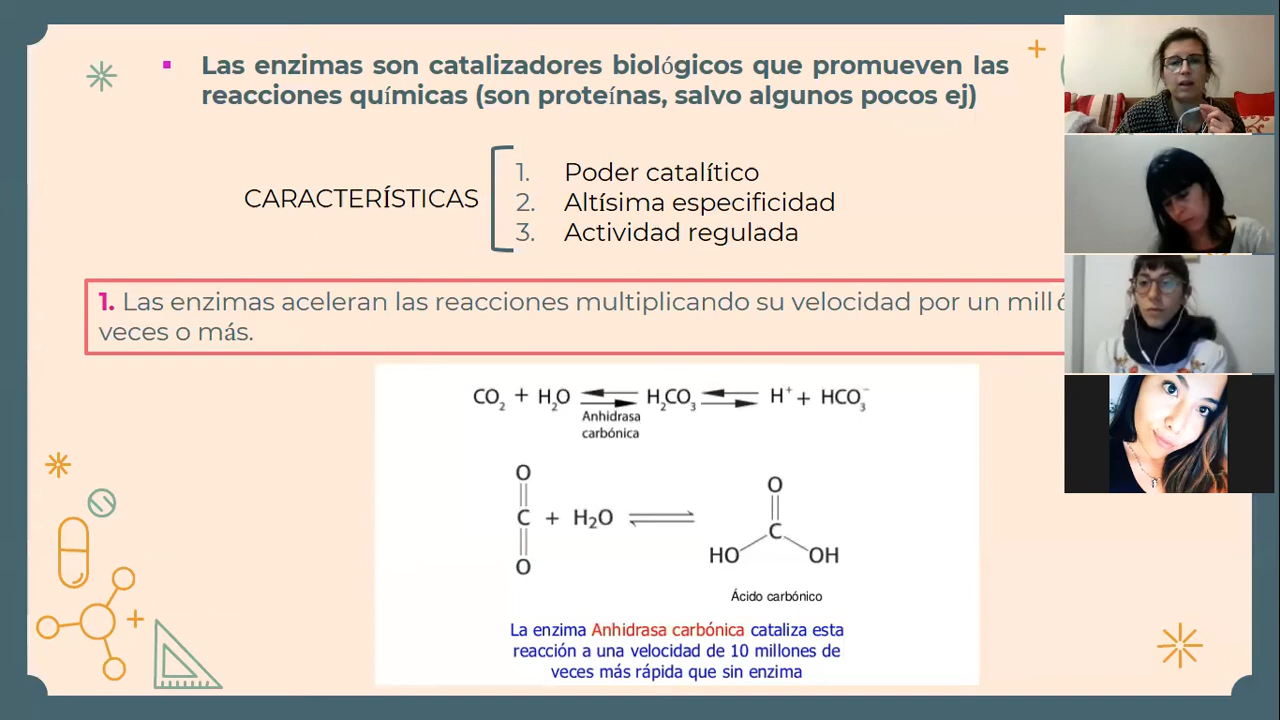 Las enzimas son catalizadores biológicos que promueven las
reacciones químicas (son proteínas, salvo algunos pocos ej)
CARACTERÍSTICAS
1. Poder catalítico
2. Altísima especificidad
3. Actividad regulada
1. Las enzimas aceleran las reacciones multiplicando su velocidad por un milló
veces o más.
CO2 + H2O ⇌ H2CO3 ⇌ H+ + HCO3−
Anhidrasa
carbónica
O
C + H2O ⇌
O
O
C
HO OH
Ácido carbónico
La enzima Anhidrasa carbónica cataliza esta
reacción a una velocidad de 10 millones de
veces más rápida que sin enzima